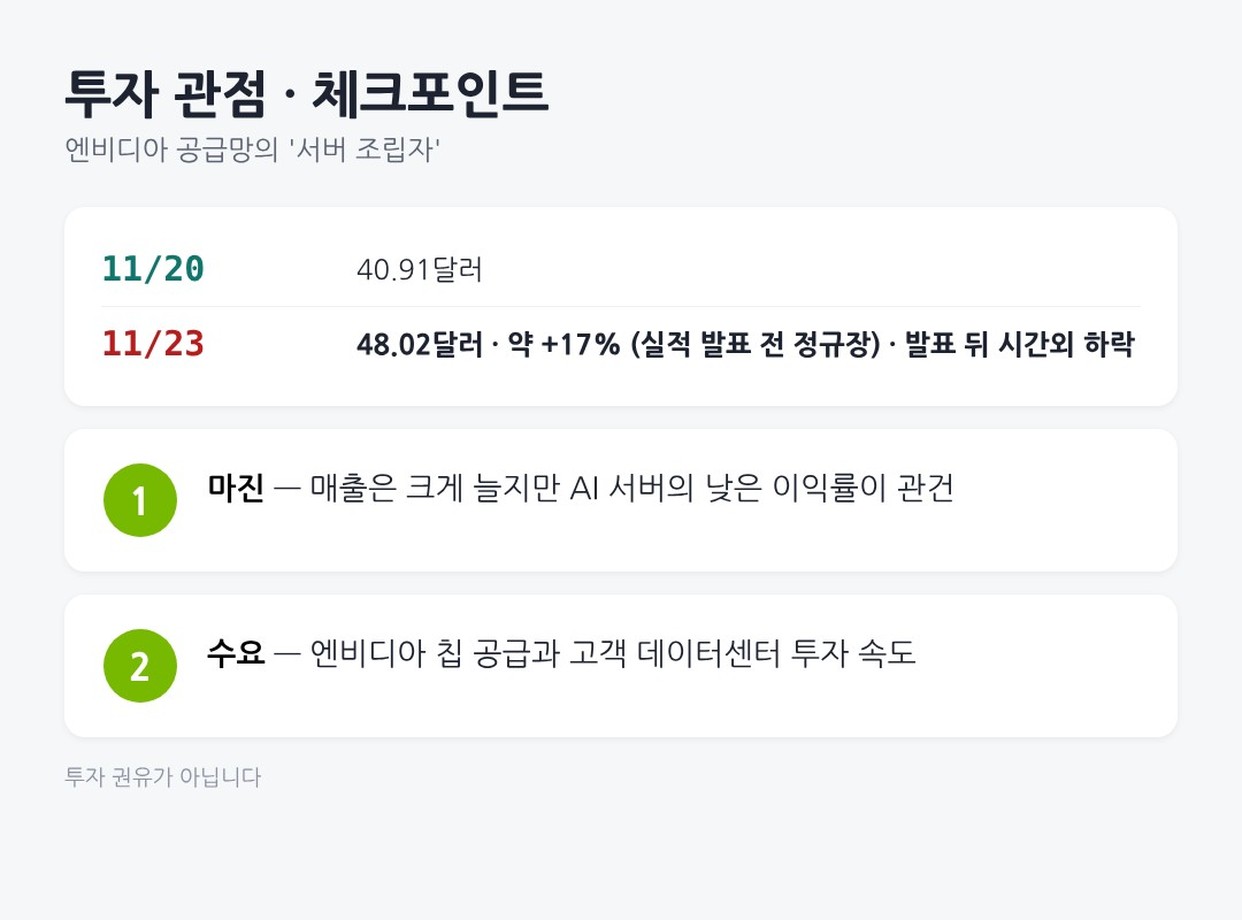 투자 관점 · 체크포인트
엔비디아 공급망의 '서버 조립자'
11/20 40.91달러
11/23 48.02달러 · 약 +17% (실적 발표 전 정규장) · 발표 뒤 시간외 하락
1 마진 — 매출은 크게 늘지만 AI 서버의 낮은 이익률이 관건
2 수요 — 엔비디아 칩 공급과 고객 데이터센터 투자 속도
투자 권유가 아닙니다